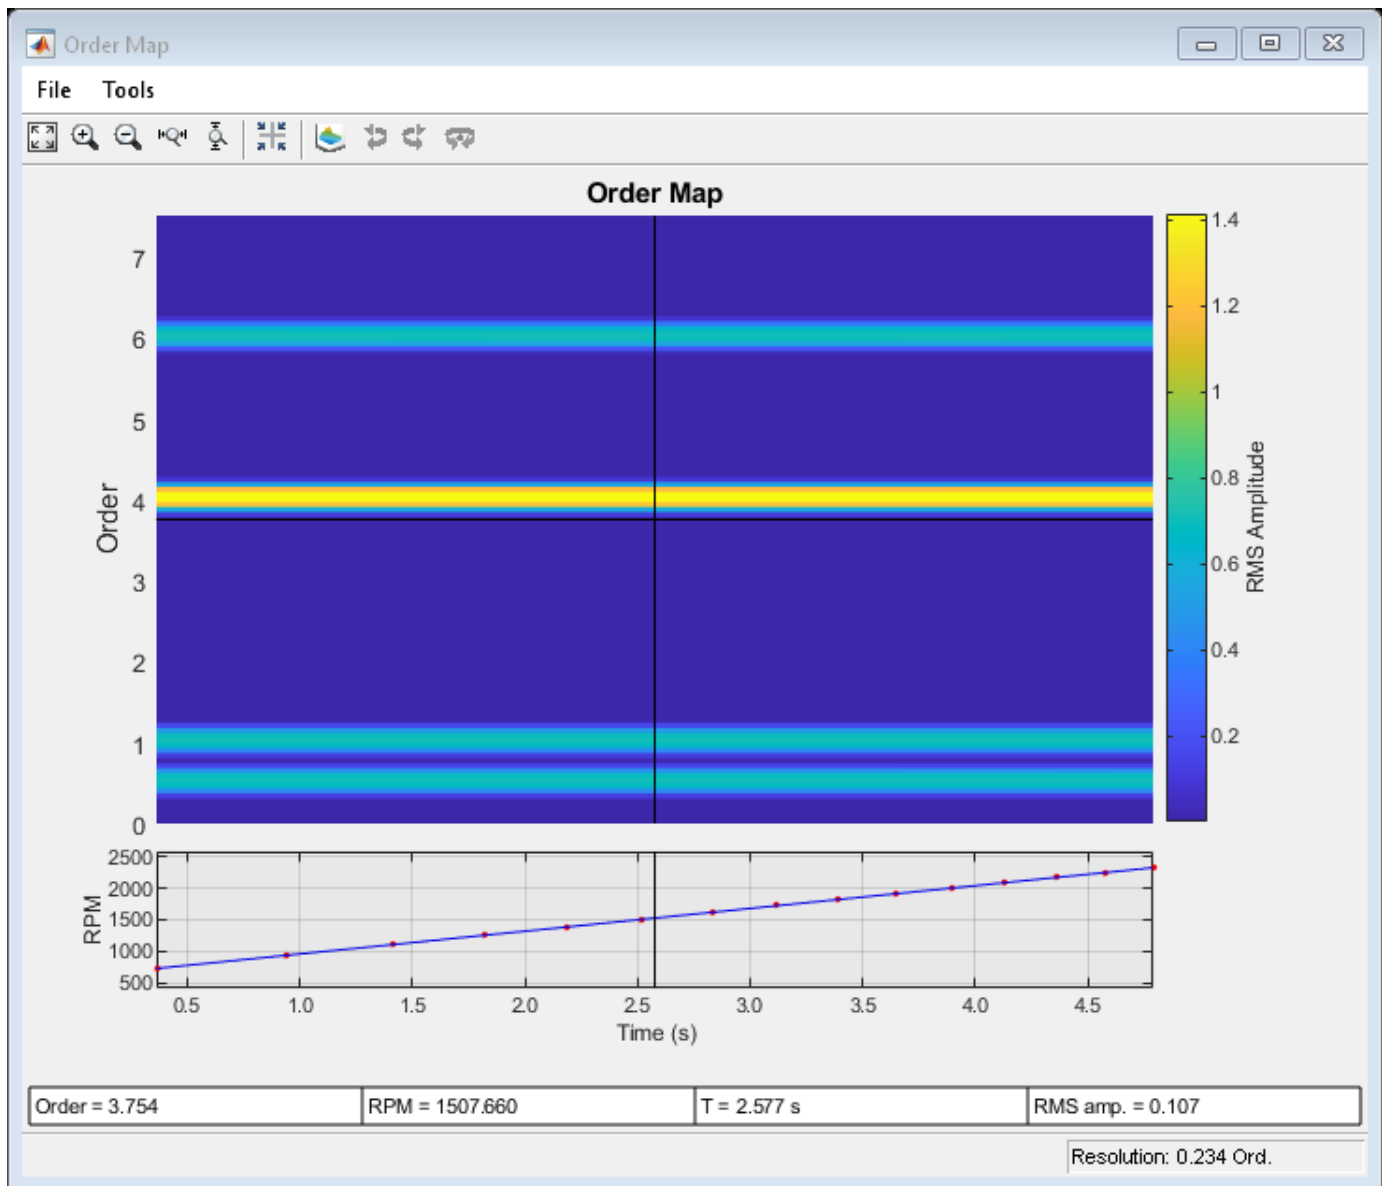 Order Map
File Tools
Order Map
7
6
5
4
3
2
1
0
Order
1.4
1.2
1
0.8
0.6
0.4
0.2
RMS Amplitude
2500
2000
1500
1000
500
RPM
0.5 1.0 1.5 2.0 2.5 3.0 3.5 4.0 4.5
Time (s)
Order = 3.754 RPM = 1507.660 T = 2.577 s RMS amp. = 0.107
Resolution: 0.234 Ord.